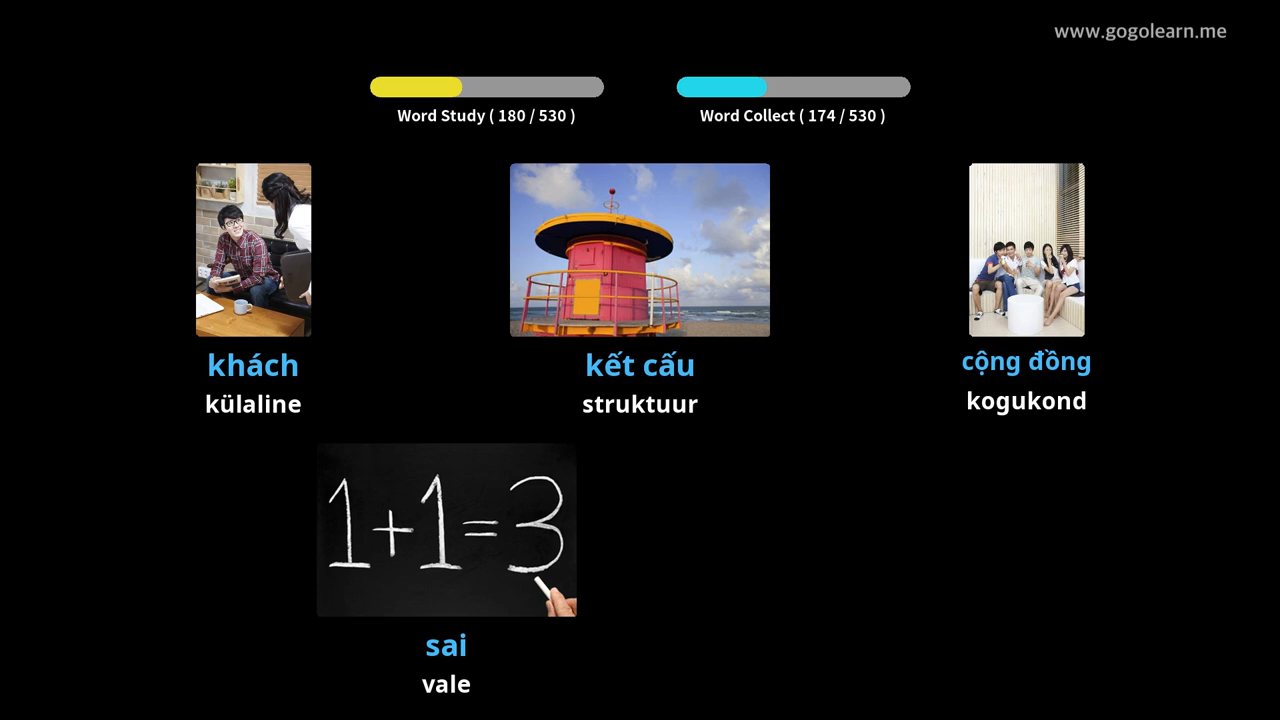 www.gogolearn.me
Word Study ( 180 / 530 )
Word Collect ( 174 / 530 )
khách
külaline
kết cấu
struktuur
cộng đồng
kogukond
1+1=3
sai
vale